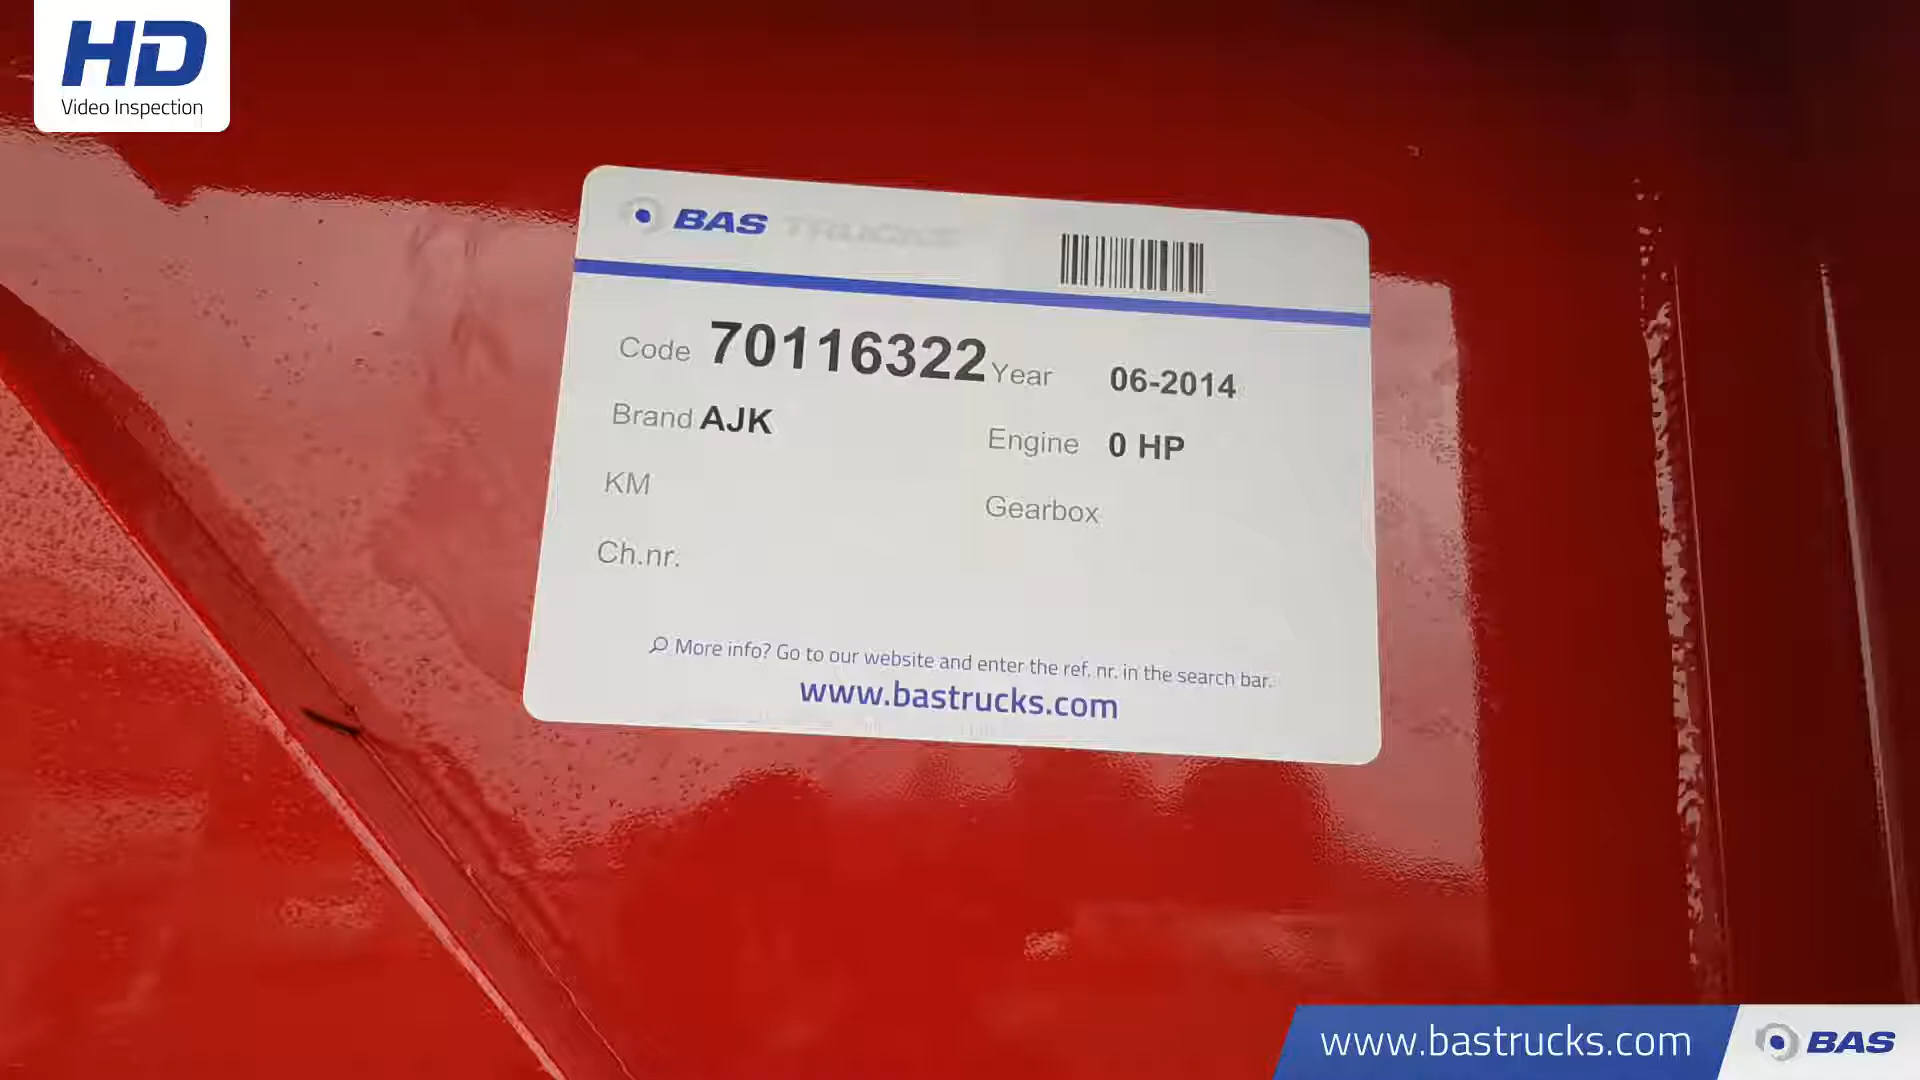 HD
Video Inspection
BAS TRUCKS
Code 70116322 Year 06-2014
Brand AJK
Engine 0 HP
KM
Gearbox
Ch.nr.
More info? Go to our website and enter the ref. nr. in the search bar.
www.bastrucks.com
www.bastrucks.com
BAS